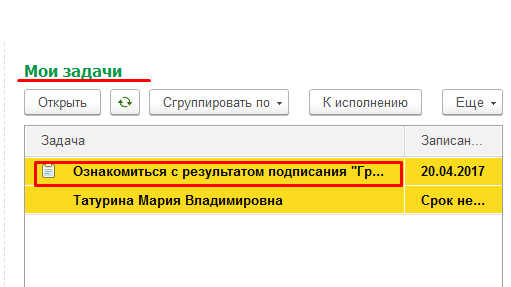 Мои задачи
Открыть Сгруппировать по К исполнению Еще
Задача Записан...
Ознакомиться с результатом подписания "Гр... 20.04.2017
Татурина Мария Владимировна Срок не...